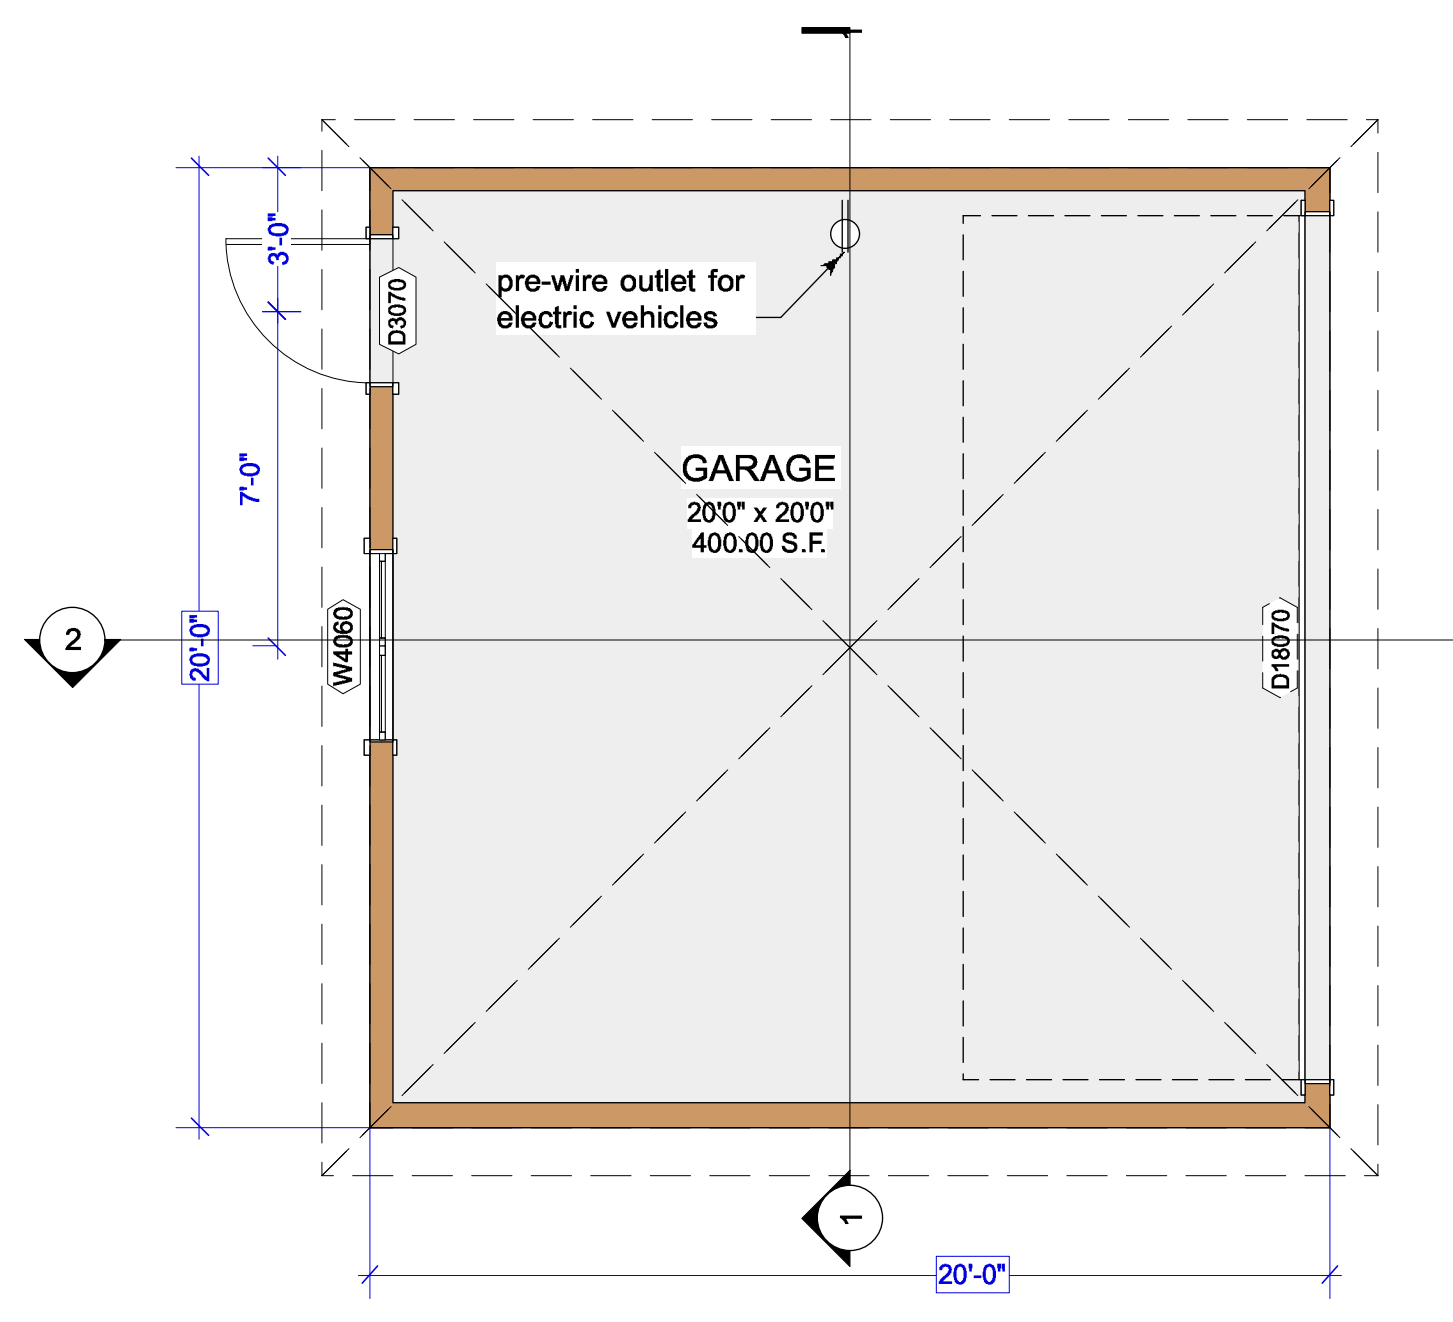 3'-0"
D3070
pre-wire outlet for
electric vehicles
7'-0"
GARAGE
20'0" x 20'0"
400.00 S.F.
2
20'-0"
W4060
D18070
1
20'-0"